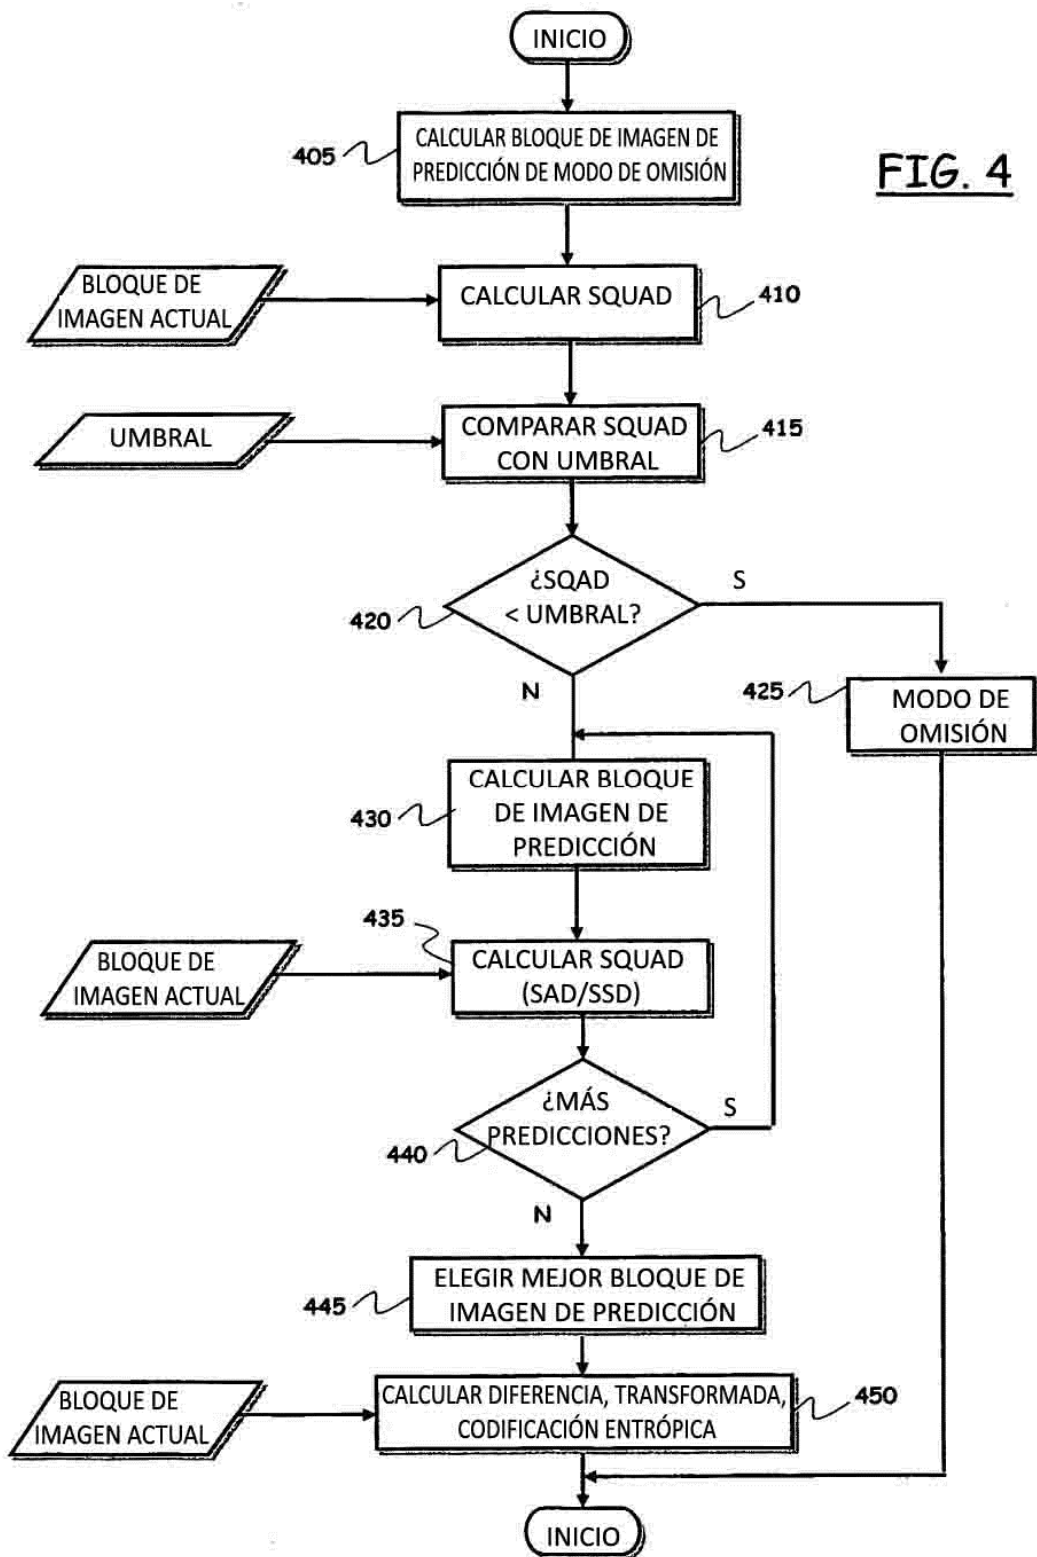 INICIO
405
CALCULAR BLOQUE DE IMAGEN DE
PREDICCIÓN DE MODO DE OMISIÓN
FIG. 4
BLOQUE DE
IMAGEN ACTUAL
CALCULAR SQUAD
410
UMBRAL
COMPARAR SQUAD
CON UMBRAL
415
¿SQAD
< UMBRAL?
S
420
N
425
MODO DE
OMISIÓN
430
CALCULAR BLOQUE
DE IMAGEN DE
PREDICCIÓN
435
BLOQUE DE
IMAGEN ACTUAL
CALCULAR SQUAD
(SAD/SSD)
¿MÁS
PREDICCIONES?
S
440
N
445
ELEGIR MEJOR BLOQUE DE
IMAGEN DE PREDICCIÓN
BLOQUE DE
IMAGEN ACTUAL
CALCULAR DIFERENCIA, TRANSFORMADA,
CODIFICACIÓN ENTRÓPICA
450
INICIO